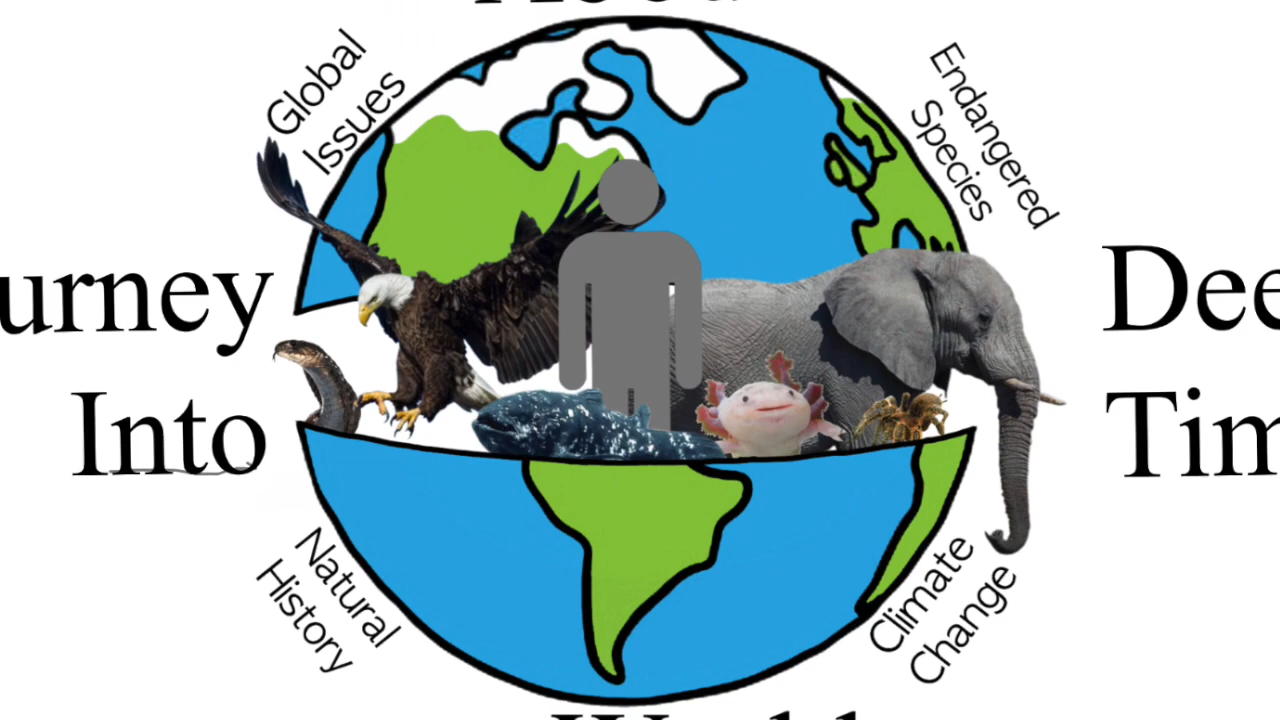 Global
Issues
Endangered
Species
urney
Into
Dee
Tim
Natural
History
Climate
Change